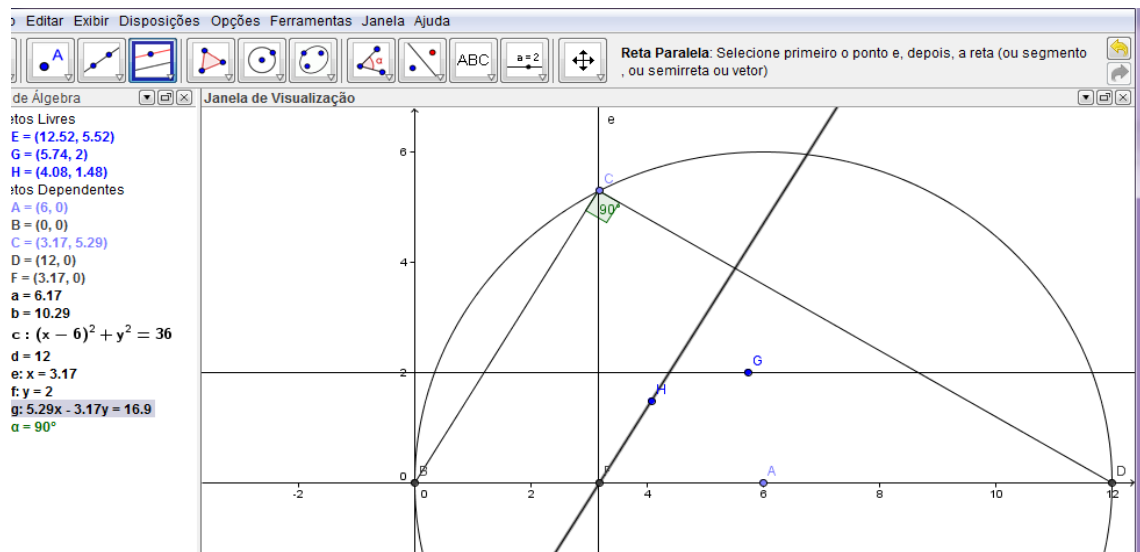 Editar Exibir Disposições Opções Ferramentas Janela Ajuda
A
α
ABC
a = 2
Reta Paralela: Selecione primeiro o ponto e, depois, a reta (ou segmento
, ou semirreta ou vetor)
de Álgebra
Janela de Visualização
etos Livres
E = (12.52, 5.52)
G = (5.74, 2)
H = (4.08, 1.48)
etos Dependentes
A = (6, 0)
B = (0, 0)
C = (3.17, 5.29)
D = (12, 0)
F = (3.17, 0)
a = 6.17
b = 10.29
c : (x − 6)² + y² = 36
d = 12
e: x = 3.17
f: y = 2
g: 5.29x - 3.17y = 16.9
α = 90°
e
6
C
90°
4
G
2
H
0
B
F
A
D
-2
0
2
4
6
8
10
12